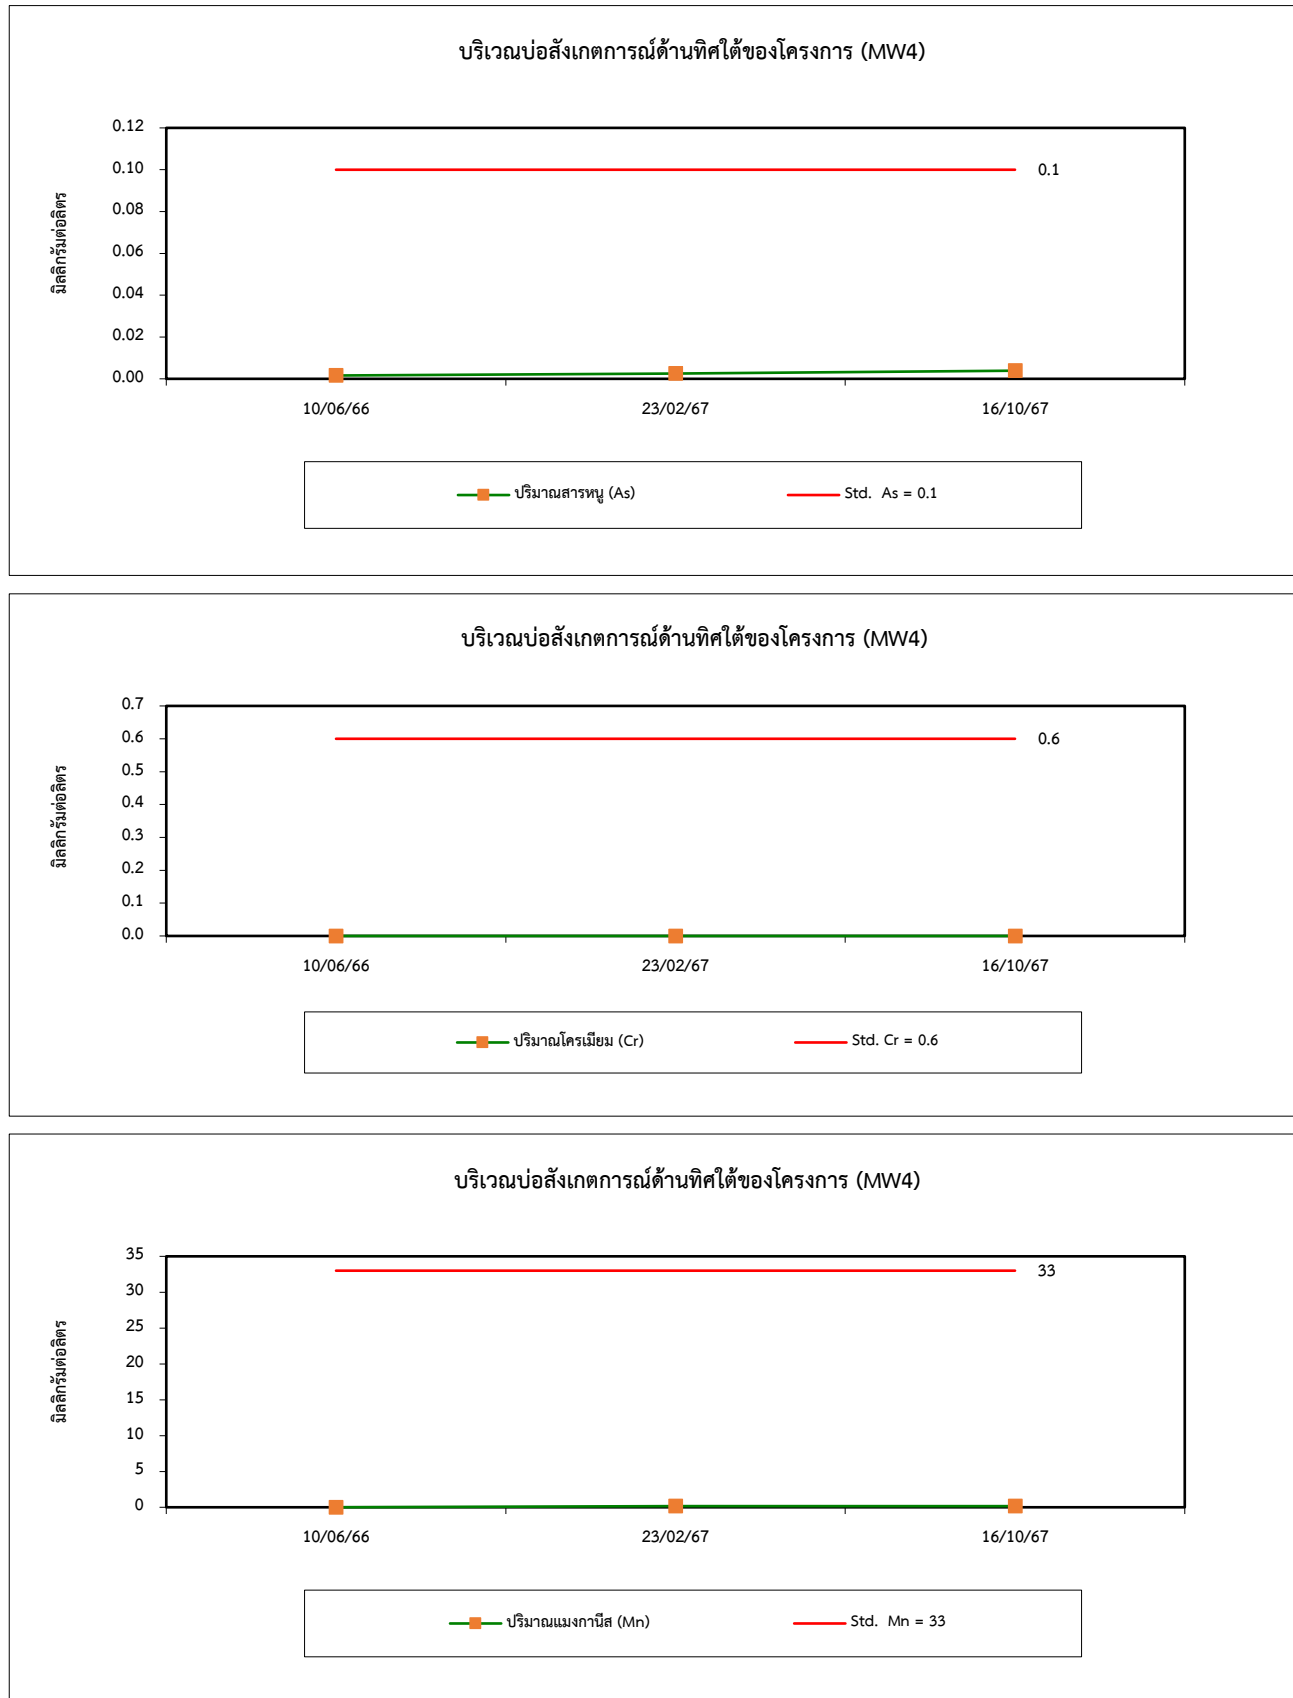 บริเวณบ่อสังเกตการณ์ด้านทิศใต้ของโครงการ (MW4)
มิลลิกรัมต่อลิตร
0.12
0.10
0.08
0.06
0.04
0.02
0.00
0.1
10/06/66 23/02/67 16/10/67
ปริมาณสารหนู (As) Std. As = 0.1
บริเวณบ่อสังเกตการณ์ด้านทิศใต้ของโครงการ (MW4)
มิลลิกรัมต่อลิตร
0.7
0.6
0.5
0.4
0.3
0.2
0.1
0.0
0.6
10/06/66 23/02/67 16/10/67
ปริมาณโครเมียม (Cr) Std. Cr = 0.6
บริเวณบ่อสังเกตการณ์ด้านทิศใต้ของโครงการ (MW4)
มิลลิกรัมต่อลิตร
35
30
25
20
15
10
5
0
33
10/06/66 23/02/67 16/10/67
ปริมาณแมงกานีส (Mn) Std. Mn = 33